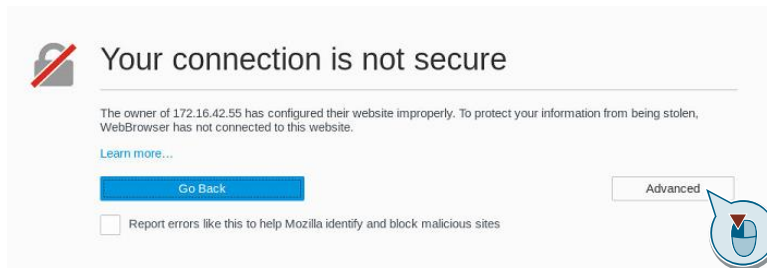 Your connection is not secure
The owner of 172.16.42.55 has configured their website improperly. To protect your information from being stolen,
WebBrowser has not connected to this website.
Learn more…
Go Back
Advanced
Report errors like this to help Mozilla identify and block malicious sites